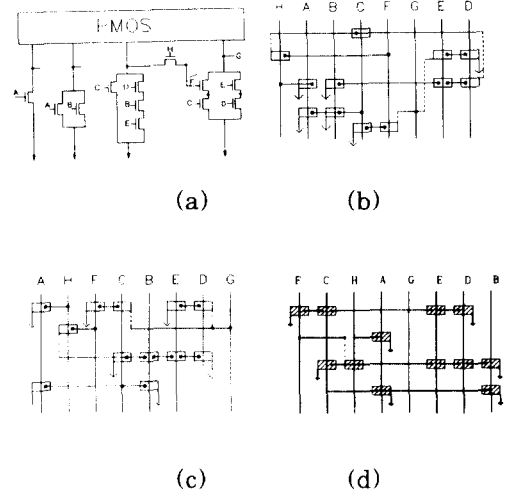 PMOS
H
G
A
C
D
F
E
A
B
B
C
D
E
(a)
H A B C F G E D
(b)
A H F C B E D G
(c)
F C H A G E D B
(d)